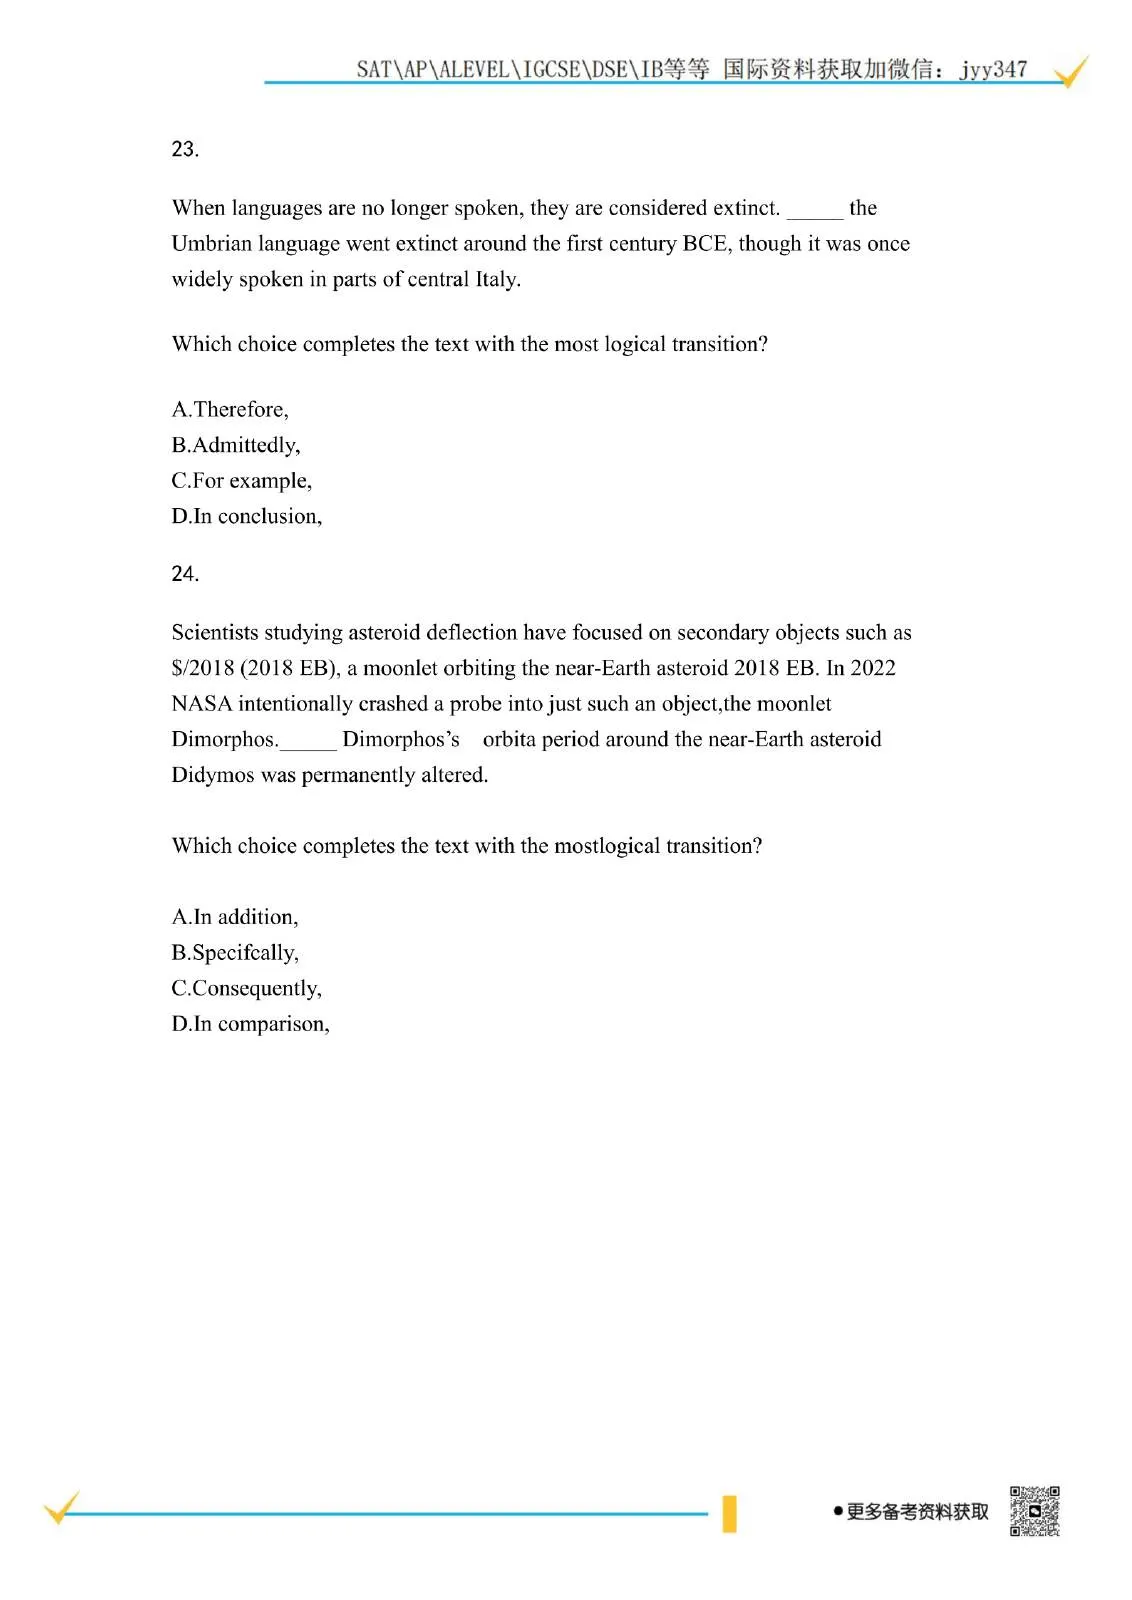 SAT\AP\ALEVEL\IGCSE\DSE\IB等等 国际资料获取加微信：jyy347
23.
When languages are no longer spoken, they are considered extinct. _____ the
Umbrian language went extinct around the first century BCE, though it was once
widely spoken in parts of central Italy.
Which choice completes the text with the most logical transition?
A.Therefore,
B.Admittedly,
C.For example,
D.In conclusion,
24.
Scientists studying asteroid deflection have focused on secondary objects such as
$/2018 (2018 EB), a moonlet orbiting the near-Earth asteroid 2018 EB. In 2022
NASA intentionally crashed a probe into just such an object,the moonlet
Dimorphos._____ Dimorphos’s orbita period around the near-Earth asteroid
Didymos was permanently altered.
Which choice completes the text with the mostlogical transition?
A.In addition,
B.Specifcally,
C.Consequently,
D.In comparison,
●更多备考资料获取